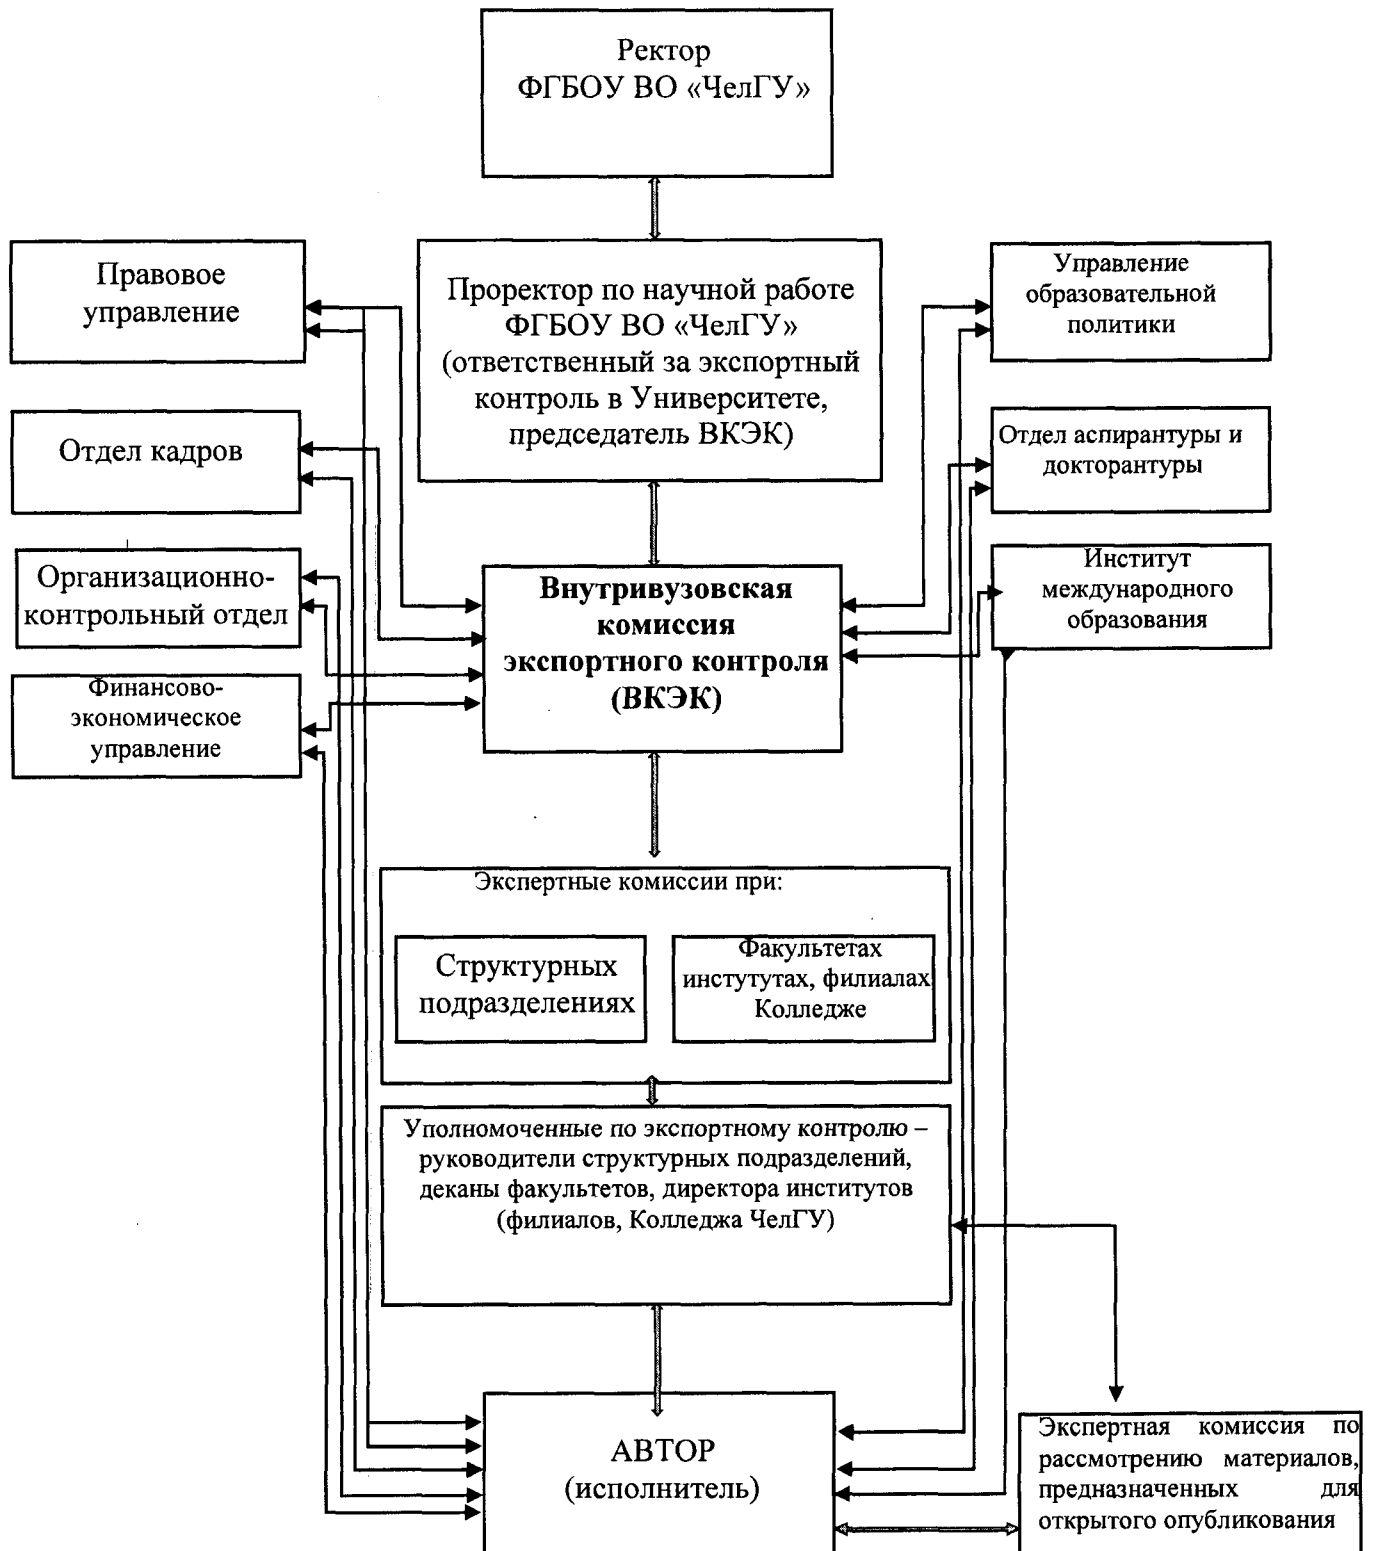 Ректор
ФГБОУ ВО «ЧелГУ»
Правовое
управление
Проректор по научной работе
ФГБОУ ВО «ЧелГУ»
(ответственный за экспортный
контроль в Университете,
председатель ВКЭК)
Управление
образовательной
политики
Отдел кадров
Отдел аспирантуры и
докторантуры
Организационно-
контрольный отдел
Внутривузовская
комиссия
экспортного контроля
(ВКЭК)
Институт
международного
образования
Финансово-
экономическое
управление
Экспертные комиссии при:
Структурных
подразделениях
Факультетах
инстутутах, филиалах
Колледже
Уполномоченные по экспортному контролю –
руководители структурных подразделений,
деканы факультетов, директора институтов
(филиалов, Колледжа ЧелГУ)
АВТОР
(исполнитель)
Экспертная комиссия по
рассмотрению материалов,
предназначенных для
открытого опубликования